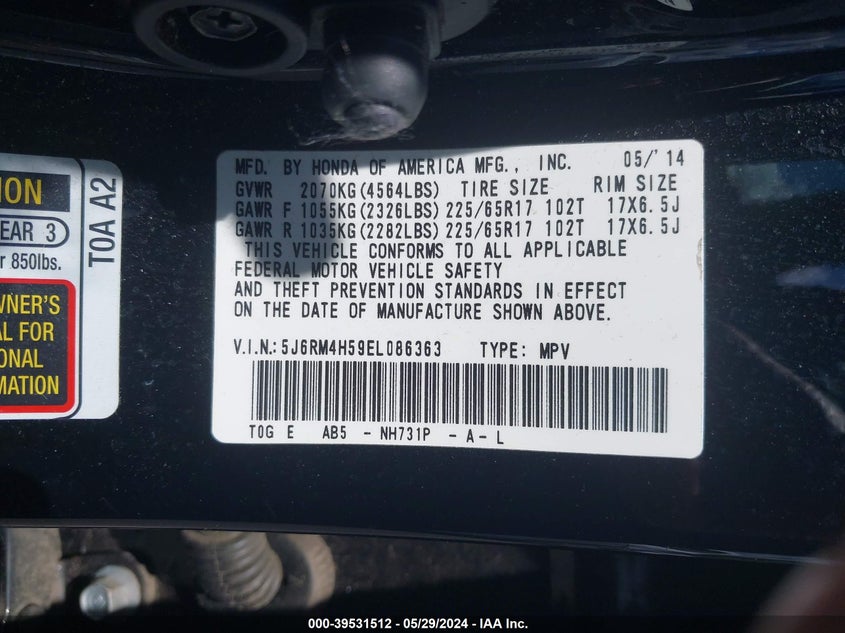 ION
EAR 3
r 850lbs.
WNER'S
AL FOR
ONAL
MATION
TOA A2
MFD. BY HONDA OF AMERICA MFG., INC. 05/'14
GVWR 2070KG(4564LBS) TIRE SIZE RIM SIZE
GAWR F 1055KG(2326LBS) 225/65R17 102T 17X6.5J
GAWR R 1035KG(2282LBS) 225/65R17 102T 17X6.5J
THIS VEHICLE CONFORMS TO ALL APPLICABLE
FEDERAL MOTOR VEHICLE SAFETY
AND THEFT PREVENTION STANDARDS IN EFFECT
ON THE DATE OF MANUFACTURE SHOWN ABOVE.
V.I.N.: 5J6RM4H59EL086363 TYPE: MPV
T0G E AB5 - NH731P - A - L
000-39531512 - 05/29/2024 - IAA Inc.